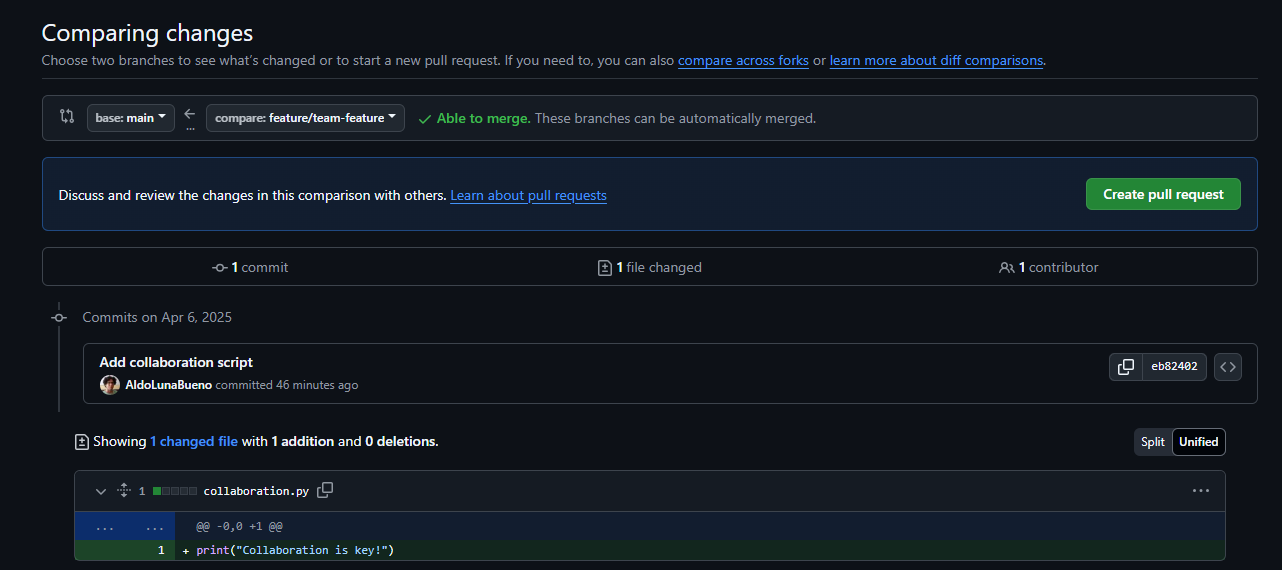 Comparing changes
Choose two branches to see what's changed or to start a new pull request. If you need to, you can also compare across forks or learn more about diff comparisons.
base: main ... compare: feature/team-feature Able to merge. These branches can be automatically merged.
Discuss and review the changes in this comparison with others. Learn about pull requests Create pull request
1 commit 1 file changed 1 contributor
Commits on Apr 6, 2025
Add collaboration script
AldoLunaBueno committed 46 minutes ago eb82402
Showing 1 changed file with 1 addition and 0 deletions. Split Unified
1 collaboration.py
... ... @@ -0,0 +1 @@
1 + print("Collaboration is key!")